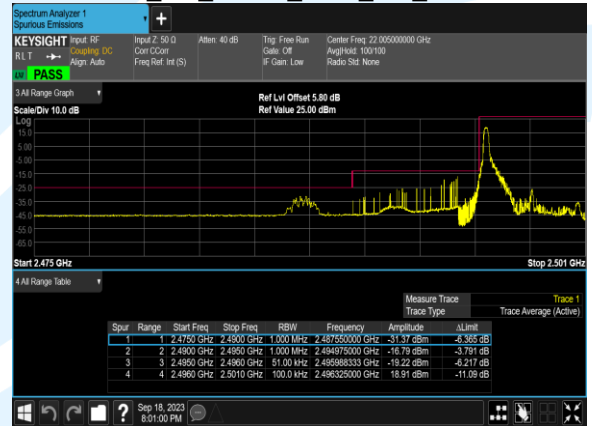 Spectrum Analyzer 1
Spurious Emissions
+
KEYSIGHT Input: RF Input Z: 50 Ω Atten: 40 dB Trig: Free Run Center Freq: 22.005000000 GHz
RLT Coupling: DC Corr CCorr Gate: Off Avg|Hold: 100/100
Align: Auto Freq Ref: Int (S) IF Gain: Low Radio Std: None
PASS
3 All Range Graph
Ref Lvl Offset 5.80 dB
Scale/Div 10.0 dB Ref Value 25.00 dBm
Log
15.0
5.00
-5.00
-15.0
-25.0
-35.0
-45.0
-55.0
-65.0
Start 2.475 GHz Stop 2.501 GHz
4 All Range Table
Measure Trace Trace 1
Trace Type Trace Average (Active)
Spur Range Start Freq Stop Freq RBW Frequency Amplitude ΔLimit
1 1 2.4750 GHz 2.4900 GHz 1.000 MHz 2.487550000 GHz -31.37 dBm -6.365 dB
2 2 2.4900 GHz 2.4950 GHz 1.000 MHz 2.494975000 GHz -16.79 dBm -3.791 dB
3 3 2.4950 GHz 2.4960 GHz 51.00 kHz 2.495988333 GHz -19.22 dBm -6.217 dB
4 4 2.4960 GHz 2.5010 GHz 100.0 kHz 2.496325000 GHz 18.91 dBm -11.09 dB
? Sep 18, 2023
8:01:00 PM